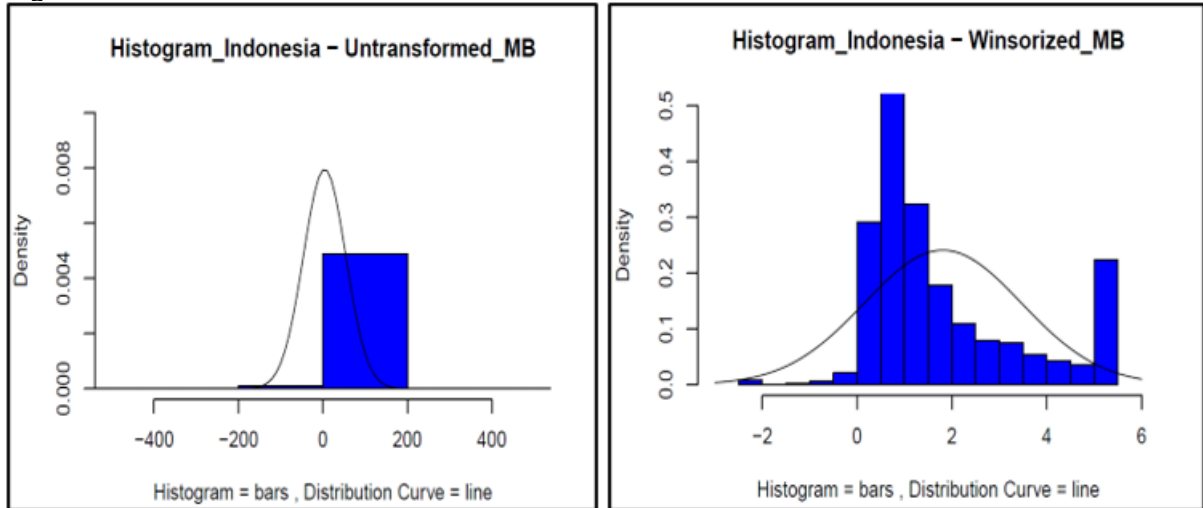 Histogram_Indonesia − Untransformed_MB
Density
0.008
0.004
0.000
−400 −200 0 200 400
Histogram = bars , Distribution Curve = line
Histogram_Indonesia − Winsorized_MB
Density
0.5
0.4
0.3
0.2
0.1
0.0
−2 0 2 4 6
Histogram = bars , Distribution Curve = line